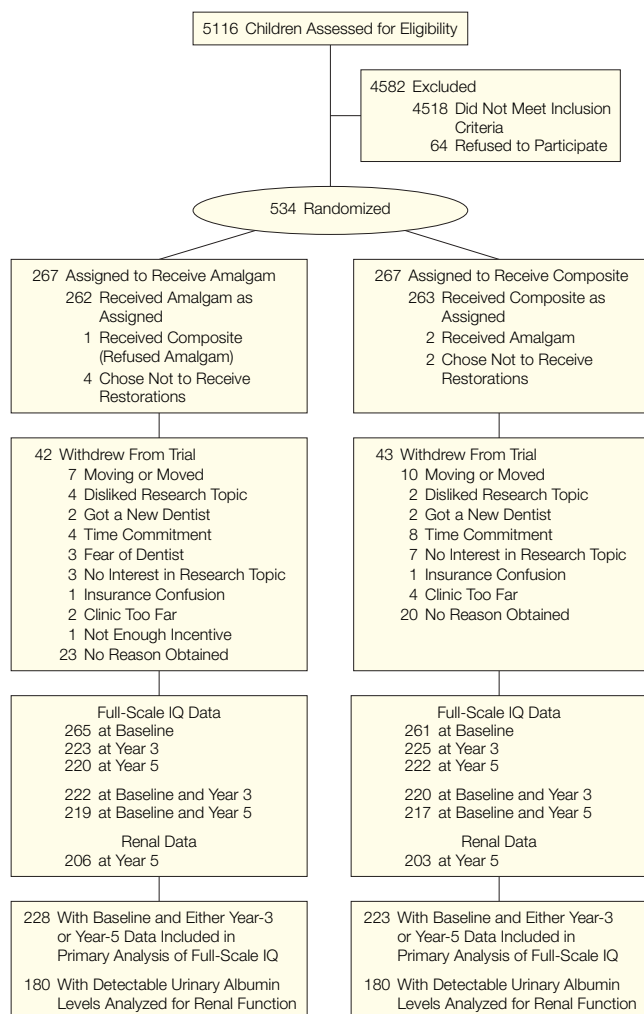 5116 Children Assessed for Eligibility
4582 Excluded
4518 Did Not Meet Inclusion
Criteria
64 Refused to Participate
534 Randomized
267 Assigned to Receive Amalgam
262 Received Amalgam as
Assigned
1 Received Composite
(Refused Amalgam)
4 Chose Not to Receive
Restorations
267 Assigned to Receive Composite
263 Received Composite as
Assigned
2 Received Amalgam
2 Chose Not to Receive
Restorations
42 Withdrew From Trial
7 Moving or Moved
4 Disliked Research Topic
2 Got a New Dentist
4 Time Commitment
3 Fear of Dentist
3 No Interest in Research Topic
1 Insurance Confusion
2 Clinic Too Far
1 Not Enough Incentive
23 No Reason Obtained
43 Withdrew From Trial
10 Moving or Moved
2 Disliked Research Topic
2 Got a New Dentist
8 Time Commitment
7 No Interest in Research Topic
1 Insurance Confusion
4 Clinic Too Far
20 No Reason Obtained
Full-Scale IQ Data
265 at Baseline
223 at Year 3
220 at Year 5
222 at Baseline and Year 3
219 at Baseline and Year 5
Renal Data
206 at Year 5
Full-Scale IQ Data
261 at Baseline
225 at Year 3
222 at Year 5
220 at Baseline and Year 3
217 at Baseline and Year 5
Renal Data
203 at Year 5
228 With Baseline and Either Year-3
or Year-5 Data Included in
Primary Analysis of Full-Scale IQ
180 With Detectable Urinary Albumin
Levels Analyzed for Renal Function
223 With Baseline and Either Year-3
or Year-5 Data Included in
Primary Analysis of Full-Scale IQ
180 With Detectable Urinary Albumin
Levels Analyzed for Renal Function